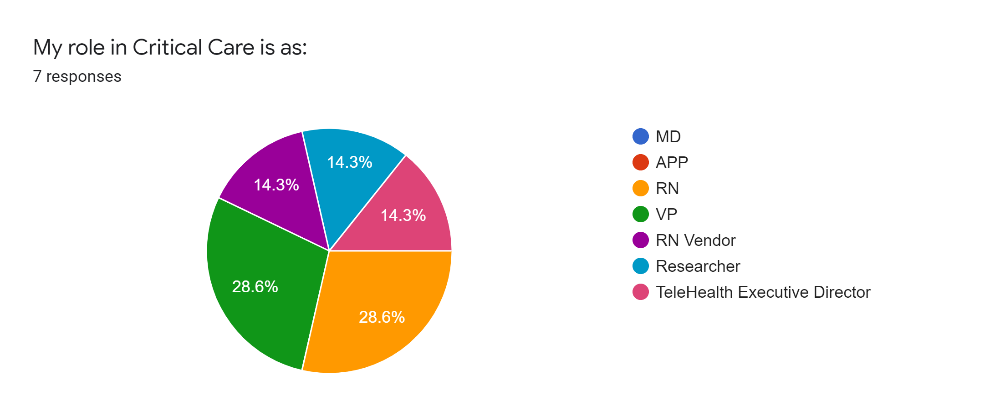 My role in Critical Care is as:
7 responses
14.3%
14.3%
14.3%
28.6%
28.6%
MD
APP
RN
VP
RN Vendor
Researcher
TeleHealth Executive Director